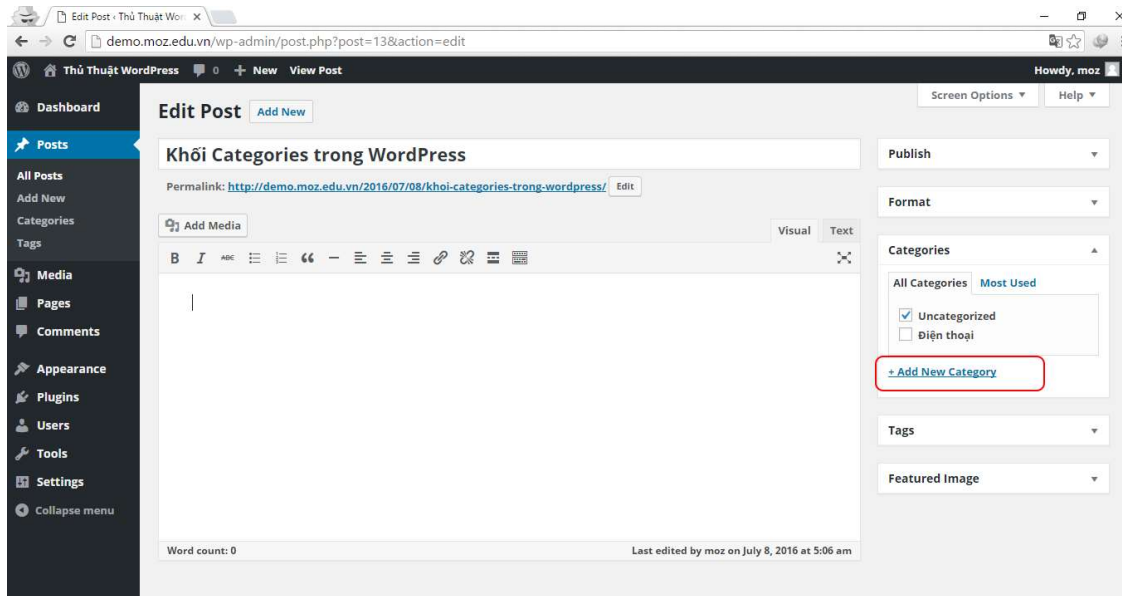 Edit Post ‹ Thủ Thuật Wor
demo.moz.edu.vn/wp-admin/post.php?post=13&action=edit
Thủ Thuật WordPress 0 + New View Post Howdy, moz
Screen Options Help
Dashboard
Edit Post Add New
Posts
All Posts
Add New
Categories
Tags
Media
Pages
Comments
Appearance
Plugins
Users
Tools
Settings
Collapse menu
Khối Categories trong WordPress
Permalink: http://demo.moz.edu.vn/2016/07/08/khoi-categories-trong-wordpress/ Edit
Add Media
Visual Text
B I ABC
Word count: 0 Last edited by moz on July 8, 2016 at 5:06 am
Publish
Format
Categories
All Categories Most Used
Uncategorized
Điện thoại
+ Add New Category
Tags
Featured Image